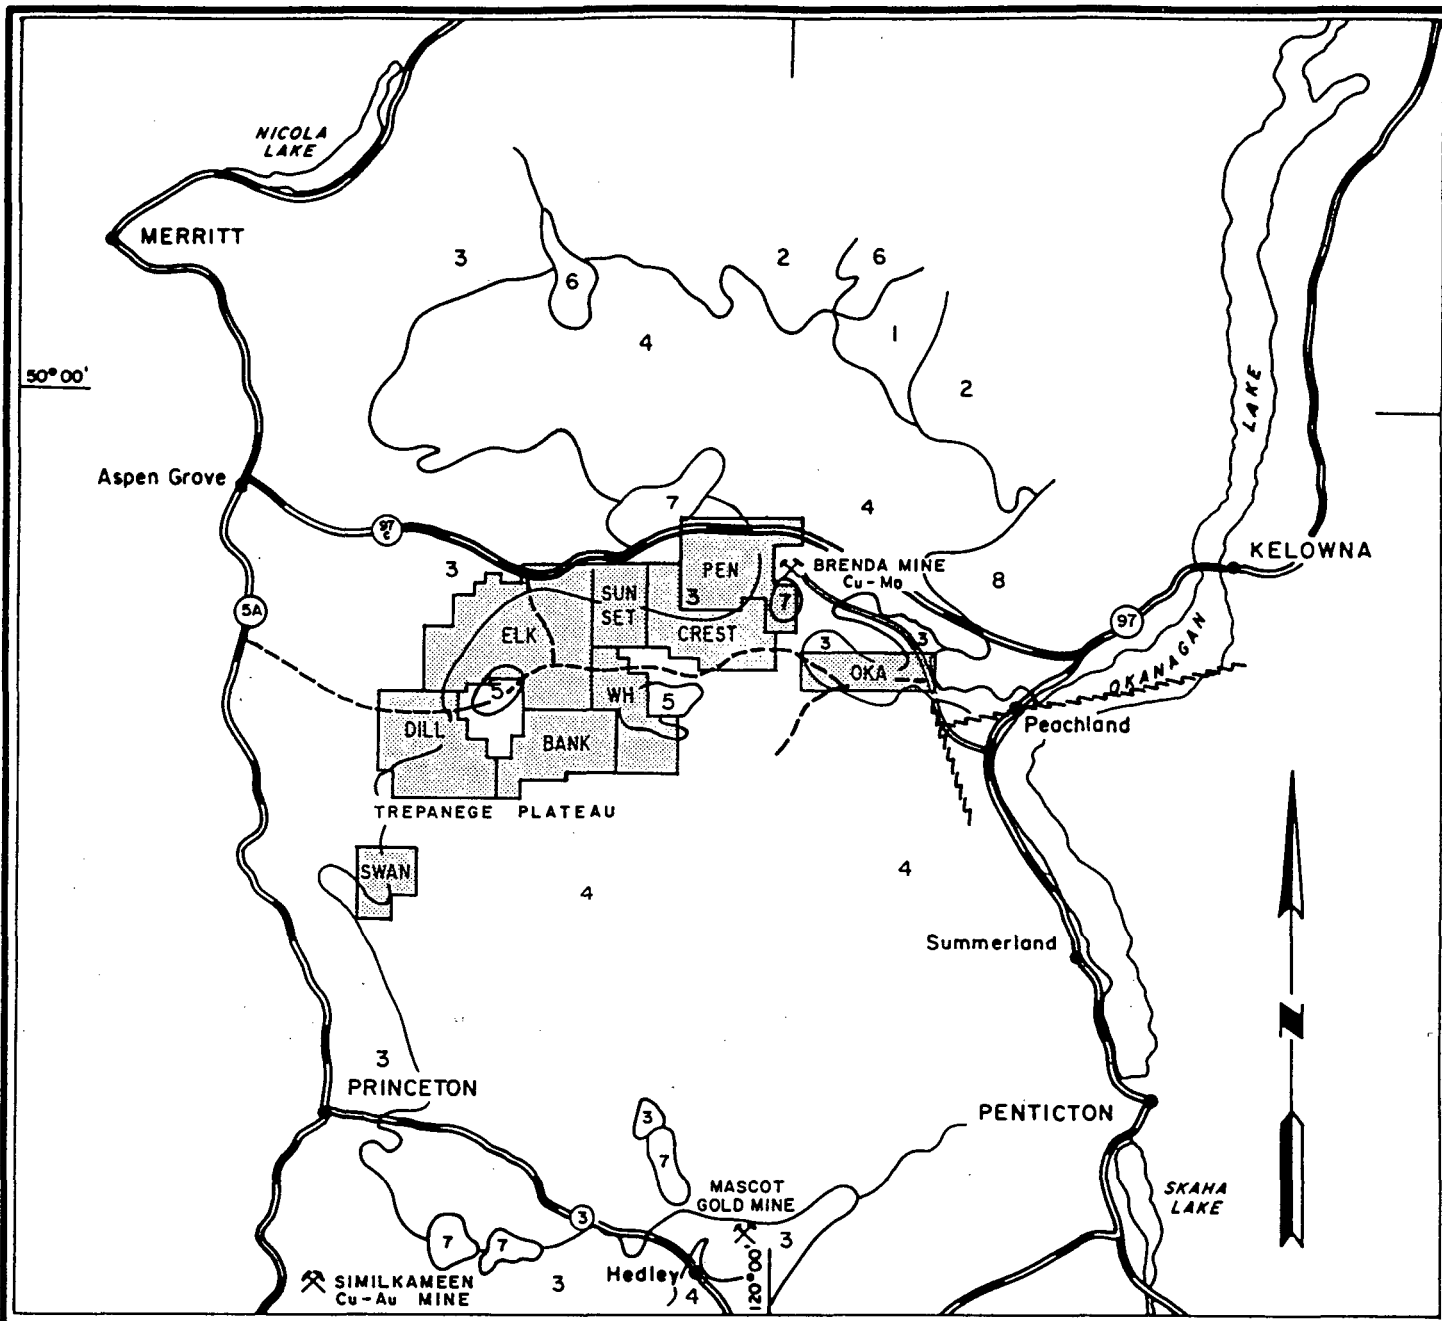 NICOLA
LAKE
MERRITT
3
2
6
6
4
1
50°00'
2
LAKE
Aspen Grove
7
4
97
C
KELOWNA
BRENDA MINE
Cu-Mo
PEN
3
8
SUN
SET
3
7
5A
97
ELK
CREST
3
3
OKA
OKANAGAN
5
WH
5
DILL
BANK
Peachland
TREPANEGE PLATEAU
SWAN
4
4
Summerland
N
3
PRINCETON
PENTICTON
3
7
MASCOT
GOLD MINE
SKAHA
LAKE
3
7
7
3
Hedley
120°00'
SIMILKAMEEN
Cu-Au MINE
3
4